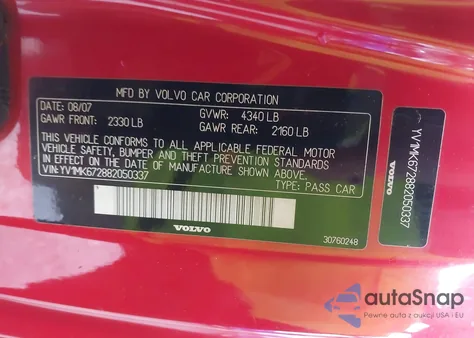 MFD BY VOLVO CAR CORPORATION
DATE: 08/07 GVWR: 4340 LB
GAWR FRONT: 2330 LB GAWR REAR: 2160 LB
THIS VEHICLE CONFORMS TO ALL APPLICABLE FEDERAL MOTOR
VEHICLE SAFETY, BUMPER AND THEFT PREVENTION STANDARDS
IN EFFECT ON THE DATE OF MANUFACTURE SHOWN ABOVE.
VIN: YV1MK672882050337
TYPE: PASS CAR
VOLVO
30760248
VOLVO
YV1MK672882050337
autoSnap
Pewne auta z aukcji USA i EU